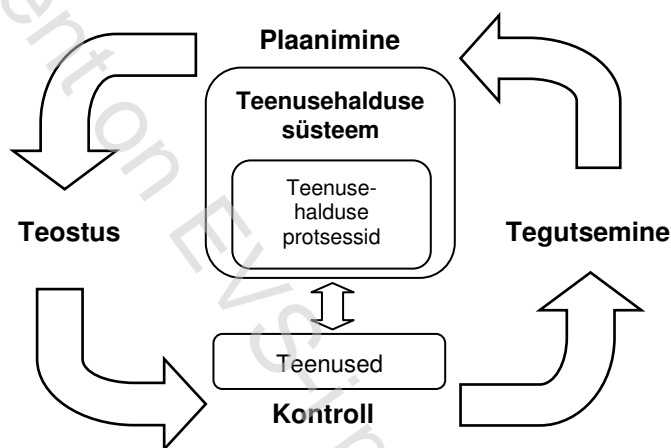 Plaanimine
Teenusehalduse
süsteem
Teenuse-
halduse
protsessid
Teostus
Tegutsemine
Teenused
Kontroll